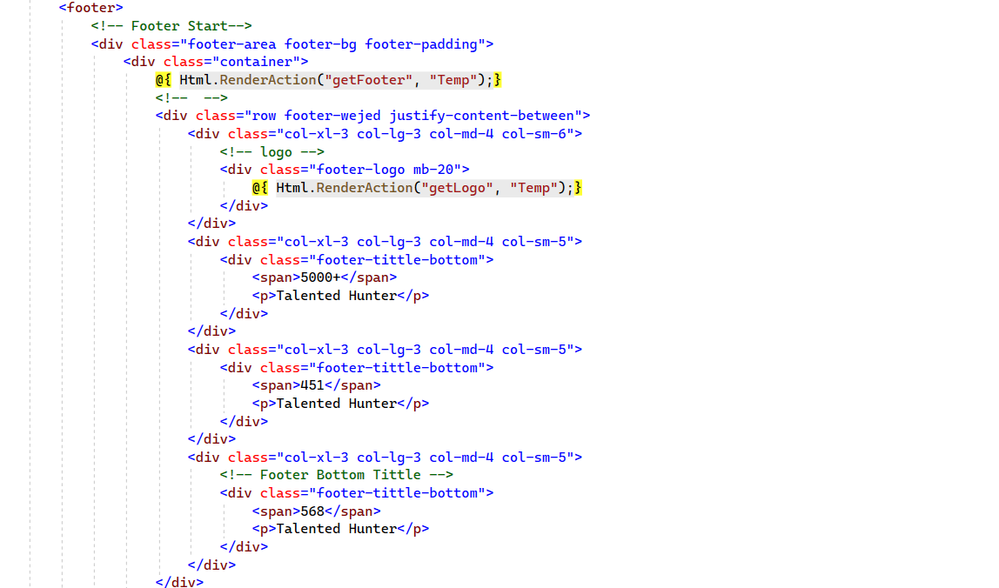 <footer>
<!-- Footer Start-->
<div class="footer-area footer-bg footer-padding">
<div class="container">
@{ Html.RenderAction("getFooter", "Temp");}
<!--  -->
<div class="row footer-wejed justify-content-between">
<div class="col-xl-3 col-lg-3 col-md-4 col-sm-6">
<!-- logo -->
<div class="footer-logo mb-20">
@{ Html.RenderAction("getLogo", "Temp");}
</div>
</div>
<div class="col-xl-3 col-lg-3 col-md-4 col-sm-5">
<div class="footer-tittle-bottom">
<span>5000+</span>
<p>Talented Hunter</p>
</div>
</div>
<div class="col-xl-3 col-lg-3 col-md-4 col-sm-5">
<div class="footer-tittle-bottom">
<span>451</span>
<p>Talented Hunter</p>
</div>
</div>
<div class="col-xl-3 col-lg-3 col-md-4 col-sm-5">
<!-- Footer Bottom Tittle -->
<div class="footer-tittle-bottom">
<span>568</span>
<p>Talented Hunter</p>
</div>
</div>
</div>